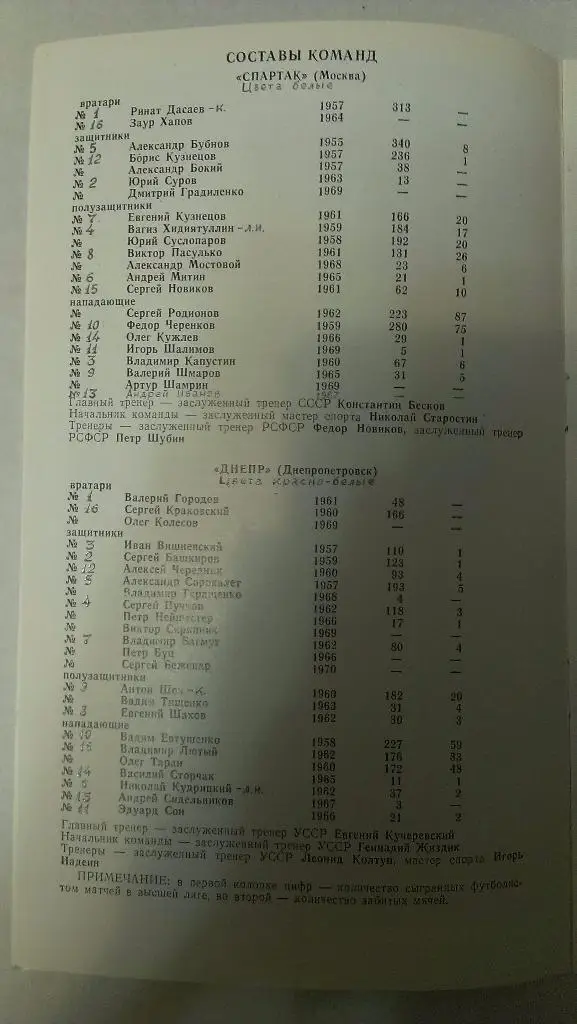 СОСТАВЫ КОМАНД
«СПАРТАК» (Москва)
Цвета белые
вратари
№ 1 Ринат Дасаев -к. 1957 313 —
№ 16 Заур Хапов 1964 — —
защитники
№ 5 Александр Бубнов 1955 340 8
№ 12 Борис Кузнецов 1957 236 1
№ Александр Бокий 1957 38 —
№ 2 Юрий Суров 1963 13 —
№ Дмитрий Градиленко 1969 — —
полузащитники
№ 7 Евгений Кузнецов 1961 166 20
№ 4 Вагиз Хидиятуллин -л.и. 1959 184 17
№ Юрий Суслопаров 1958 192 20
№ 8 Виктор Пасулько 1961 131 26
№ Александр Мостовой 1968 23 6
№ 6 Андрей Митин 1965 21 1
№ 15 Сергей Новиков 1961 62 10
нападающие
№ Сергей Родионов 1962 223 87
№ 10 Федор Черенков 1959 280 75
№ 14 Олег Кужлев 1966 29 1
№ 11 Игорь Шалимов 1969 5 1
№ 3 Владимир Капустин 1960 67 6
№ 9 Валерий Шмаров 1965 31 5
№ Артур Шамрин 1969 — —
№ 13 Андрей Иванов 1967
Главный тренер — заслуженный тренер СССР Константин Бесков
Начальник команды — заслуженный мастер спорта Николай Старостин
Тренеры — заслуженный тренер РСФСР Федор Новиков, заслуженный тренер
РСФСР Петр Шубин
«ДНЕПР» (Днепропетровск)
Цвета красно-белые
вратари
№ 1 Валерий Городов 1961 48 —
№ 16 Сергей Краковский 1960 166 —
№ Олег Колесов 1969 — —
защитники
№ 3 Иван Вишневский 1957 110 1
№ 2 Сергей Башкиров 1959 123 1
№ 12 Алексей Чередник 1960 93 4
№ 5 Александр Сорокалет 1957 193 5
№ Владимир Геращенко 1968 4 —
№ 4 Сергей Пучков 1962 118 3
№ Петр Нейштетер 1966 17 1
№ Виктор Скрыпник 1969 — —
№ 7 Владимир Багмут 1962 80 4
№ Петр Буц 1966 — —
№ Сергей Беженар 1970 — —
полузащитники
№ 9 Антон Шох -к. 1960 182 20
№ Вадим Тищенко 1963 31 4
№ 8 Евгений Шахов 1962 90 3
нападающие
№ 10 Вадим Евтушенко 1958 227 59
№ Владимир Лютый 1962 176 33
№ Олег Таран 1960 172 48
№ 14 Василий Сторчак 1965 11 1
№ 6 Николай Кудрицкий -л.и. 1962 37 2
№ 15 Андрей Сидельников 1967 3 —
№ 11 Эдуард Сон 1966 21 2
Главный тренер — заслуженный тренер УССР Евгений Кучеревский
Начальник команды — заслуженный тренер УССР Геннадий Жиздик
Тренеры — заслуженный тренер УССР Леонид Колтун, мастер спорта Игорь
Надеин
ПРИМЕЧАНИЕ: в первой колонке цифр — количество сыгранных футболис-
том матчей в высшей лиге, во второй — количество забитых мячей.